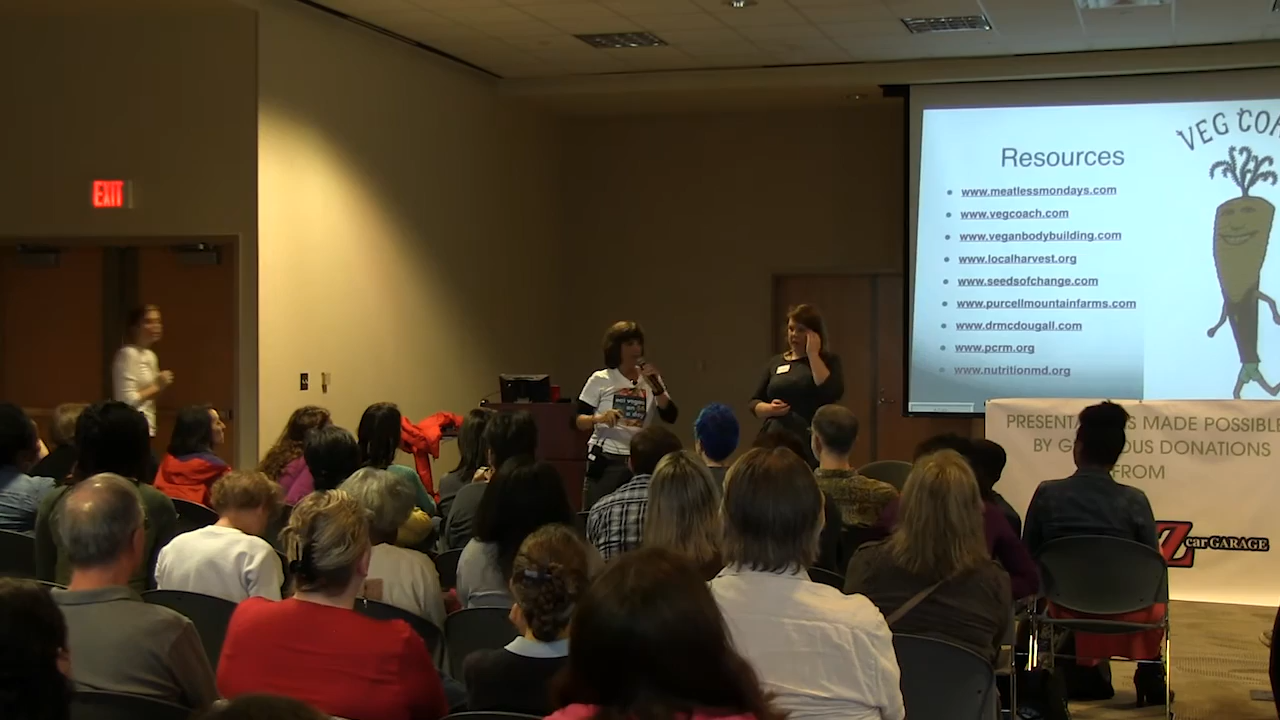 EXIT
VEG COA
Resources
www.meatlessmondays.com
www.vegcoach.com
www.veganbodybuilding.com
www.localharvest.org
www.seedsofchange.com
www.purcellmountainfarms.com
www.drmcdougall.com
www.pcrm.org
www.nutritionmd.org
PRESENTA NS MADE POSSIBLE
BY G OUS DONATIONS
FROM
Z car GARAGE